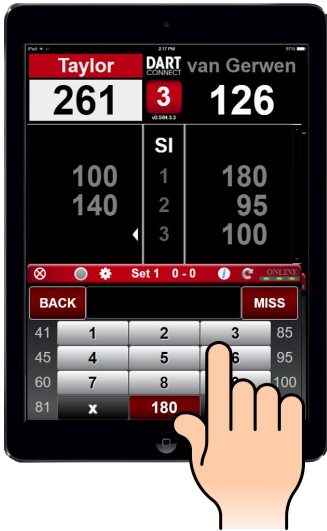 iPad 2:17 PM 87%
Taylor DART CONNECT van Gerwen
261 3 126
v0.S04.3.3
SI
100 1 180
140 2 95
3 100
Set 1 0 - 0 i ONLINE
BACK MISS
41 1 2 3 85
45 4 5 6 95
60 7 8 100
81 x 180